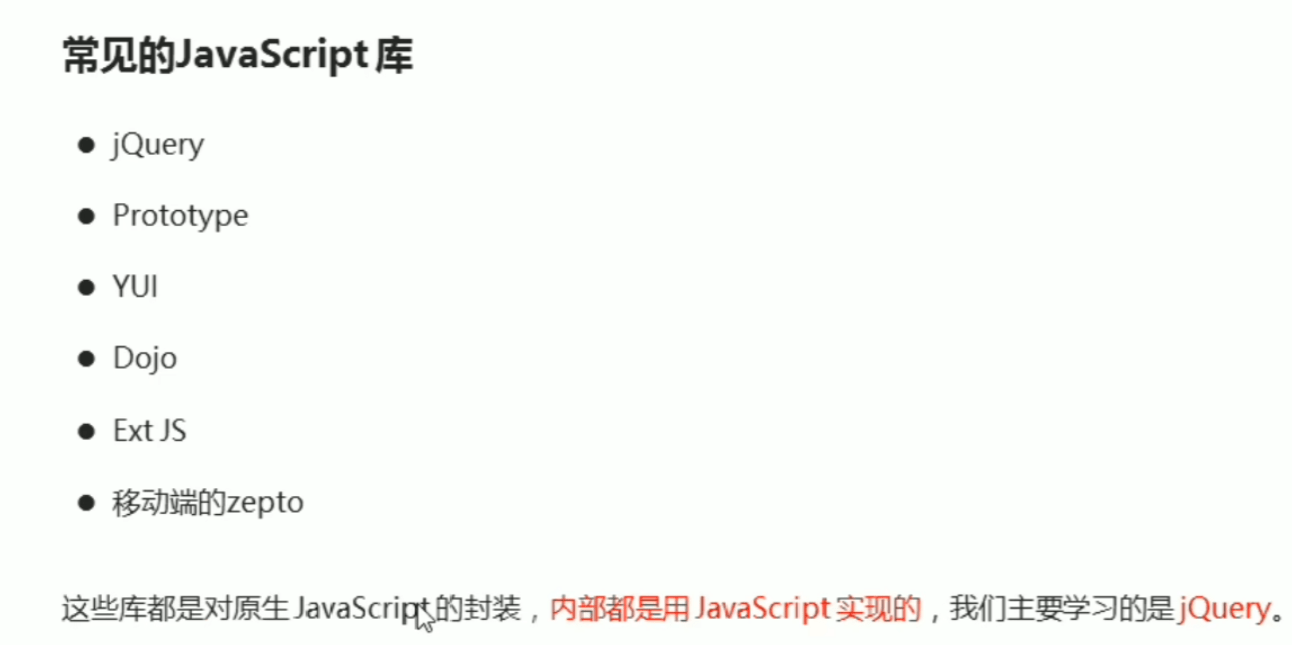 常见的JavaScript 库
jQuery
Prototype
YUI
Dojo
Ext JS
移动端的zepto
这些库都是对原生 JavaScript 的封装，内部都是用 JavaScript 实现的，我们主要学习的是 jQuery。